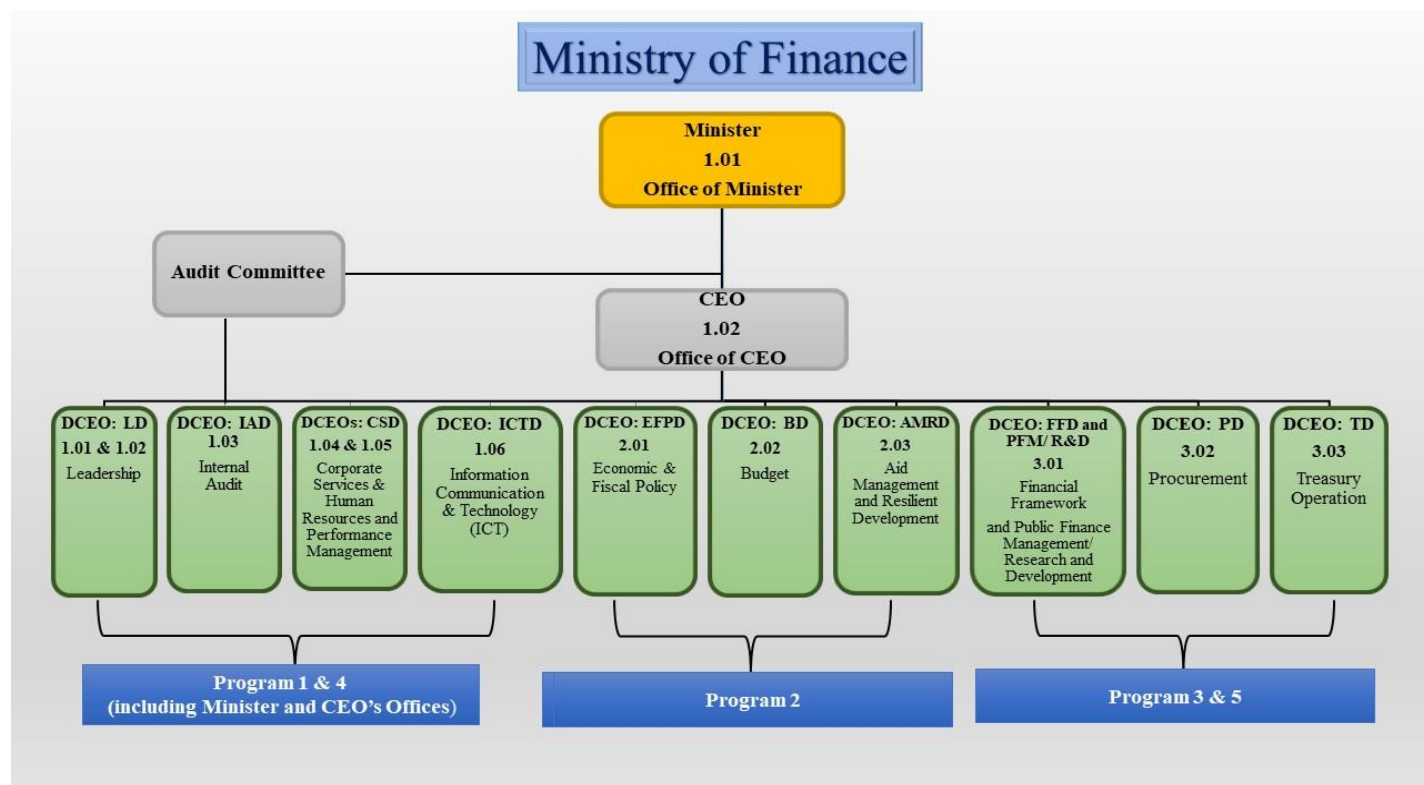 Ministry of Finance
Minister
1.01
Office of Minister
Audit Committee
CEO
1.02
Office of CEO
DCEO: LD
1.01 & 1.02
Leadership
DCEO: IAD
1.03
Internal
Audit
DCEOs: CSD
1.04 & 1.05
Corporate
Services &
Human
Resources and
Performance
Management
DCEO: ICTD
1.06
Information
Communication
& Technology
(ICT)
DCEO: EFPD
2.01
Economic &
Fiscal Policy
DCEO: BD
2.02
Budget
DCEO: AMRD
2.03
Aid
Management
and Resilient
Development
DCEO: FFD and
PFM/ R&D
3.01
Financial
Framework
and Public Finance
Management/
Research and
Development
DCEO: PD
3.02
Procurement
DCEO: TD
3.03
Treasury
Operation
Program 1 & 4
(including Minister and CEO’s Offices)
Program 2
Program 3 & 5